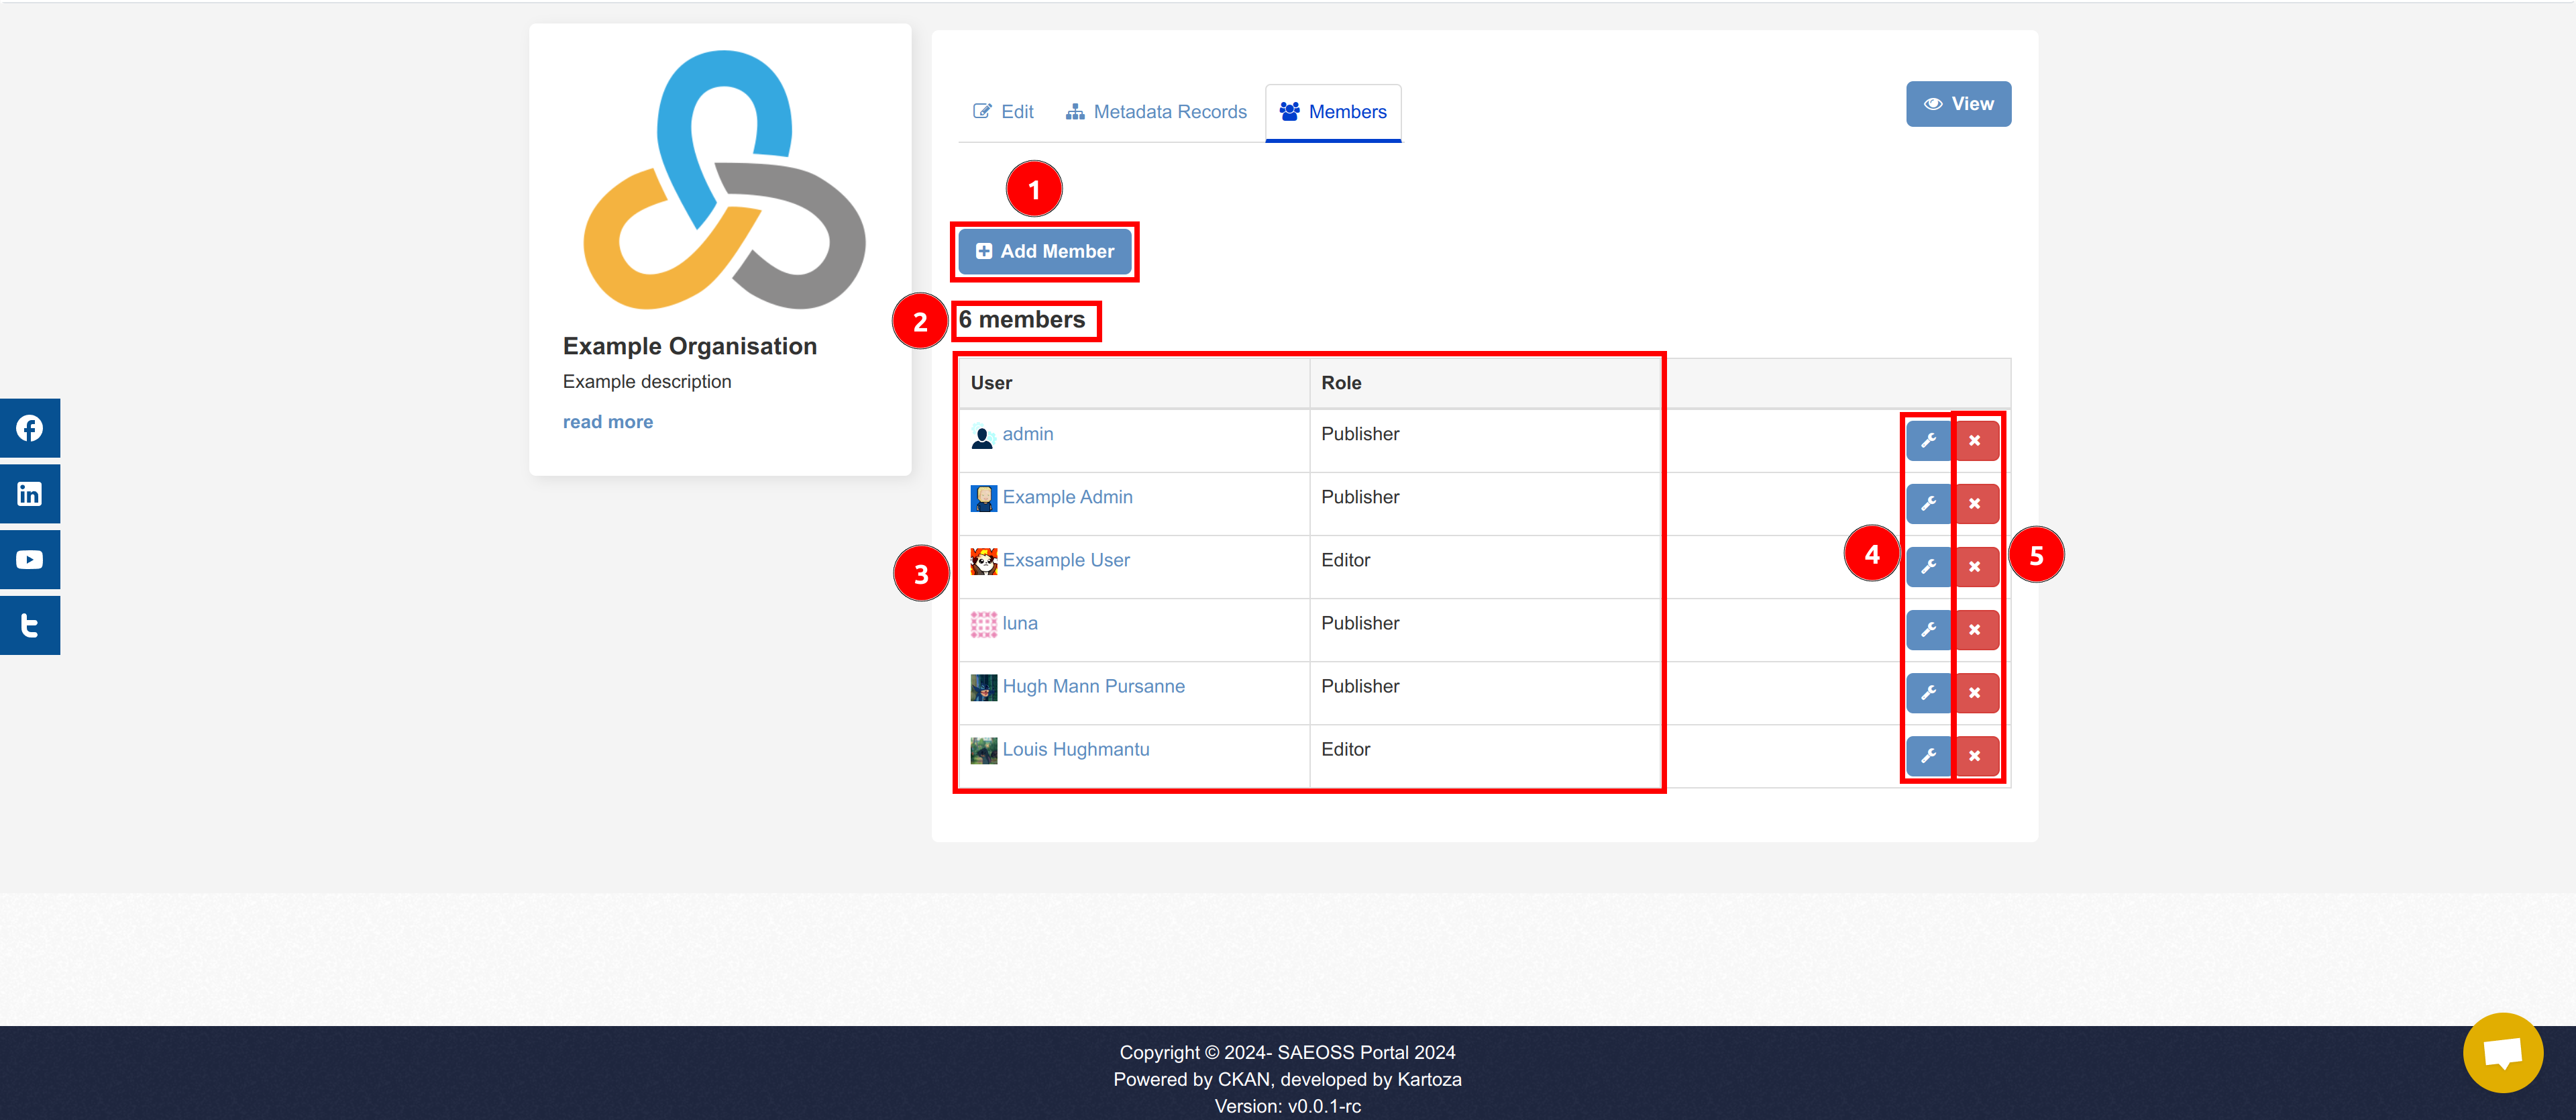 Example Organisation
Example description
read more
Edit Metadata Records Members
View
1
Add Member
2
6 members
User Role
admin Publisher
Example Admin Publisher
Exsample User Editor
luna Publisher
Hugh Mann Pursanne Publisher
Louis Hughmantu Editor
3
4
5
Copyright © 2024- SAEOSS Portal 2024
Powered by CKAN, developed by Kartoza
Version: v0.0.1-rc